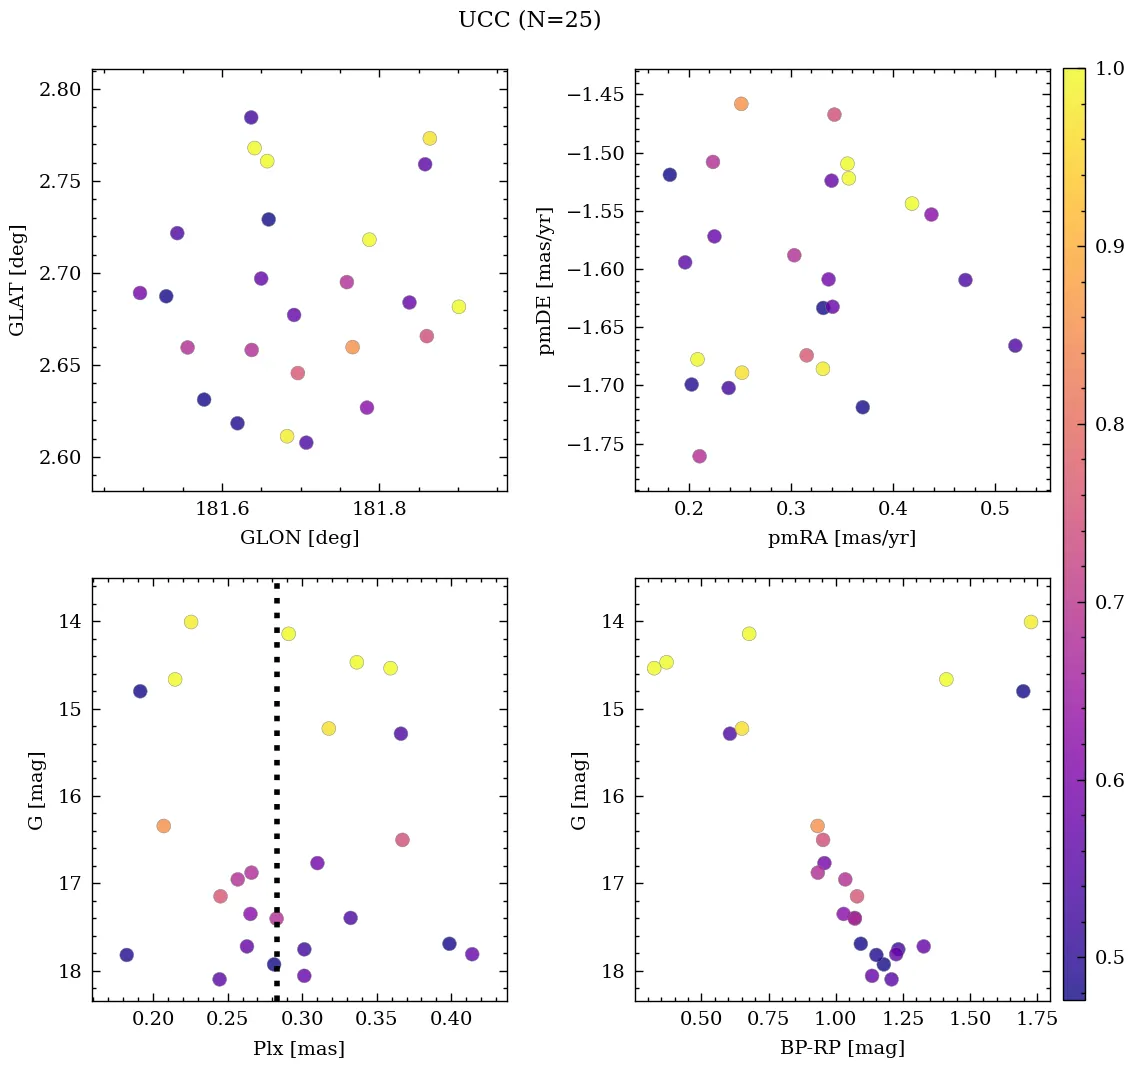 UCC (N=25)
2.80
2.75
2.70
2.65
2.60
GLAT [deg]
181.6 181.8
GLON [deg]
−1.45
−1.50
−1.55
−1.60
−1.65
−1.70
−1.75
pmDE [mas/yr]
0.2 0.3 0.4 0.5
pmRA [mas/yr]
14
15
16
17
18
G [mag]
0.20 0.25 0.30 0.35 0.40
Plx [mas]
14
15
16
17
18
G [mag]
0.50 0.75 1.00 1.25 1.50 1.75
BP-RP [mag]
1.0
0.9
0.8
0.7
0.6
0.5